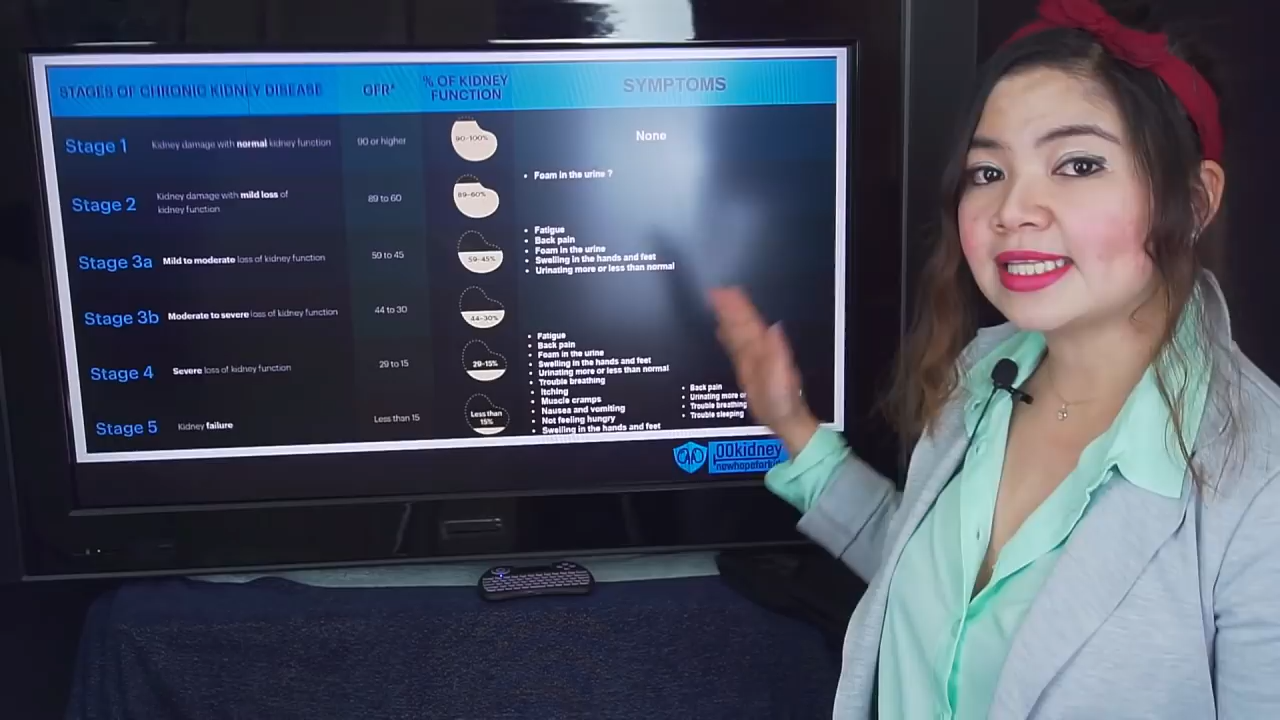 STAGES OF CHRONIC KIDNEY DISEASE
GFR*
% OF KIDNEY
FUNCTION
SYMPTOMS
Stage 1
Kidney damage with normal kidney function
90 or higher
90-100%
None
Stage 2
Kidney damage with mild loss of
kidney function
89 to 60
89-60%
• Foam in the urine ?
Stage 3a
Mild to moderate loss of kidney function
59 to 45
59-45%
• Fatigue
• Back pain
• Foam in the urine
• Swelling in the hands and feet
• Urinating more or less than normal
Stage 3b
Moderate to severe loss of kidney function
44 to 30
44-30%
Stage 4
Severe loss of kidney function
29 to 15
29-15%
• Fatigue
• Back pain
• Foam in the urine
• Swelling in the hands and feet
• Urinating more or less than normal
• Trouble breathing
• Itching
• Muscle cramps
• Nausea and vomiting
• Not feeling hungry
• Swelling in the hands and feet
• Back pain
• Urinating more or
• Trouble breathing
• Trouble sleeping
Stage 5
Kidney failure
Less than 15
Less than
15%
00kidney